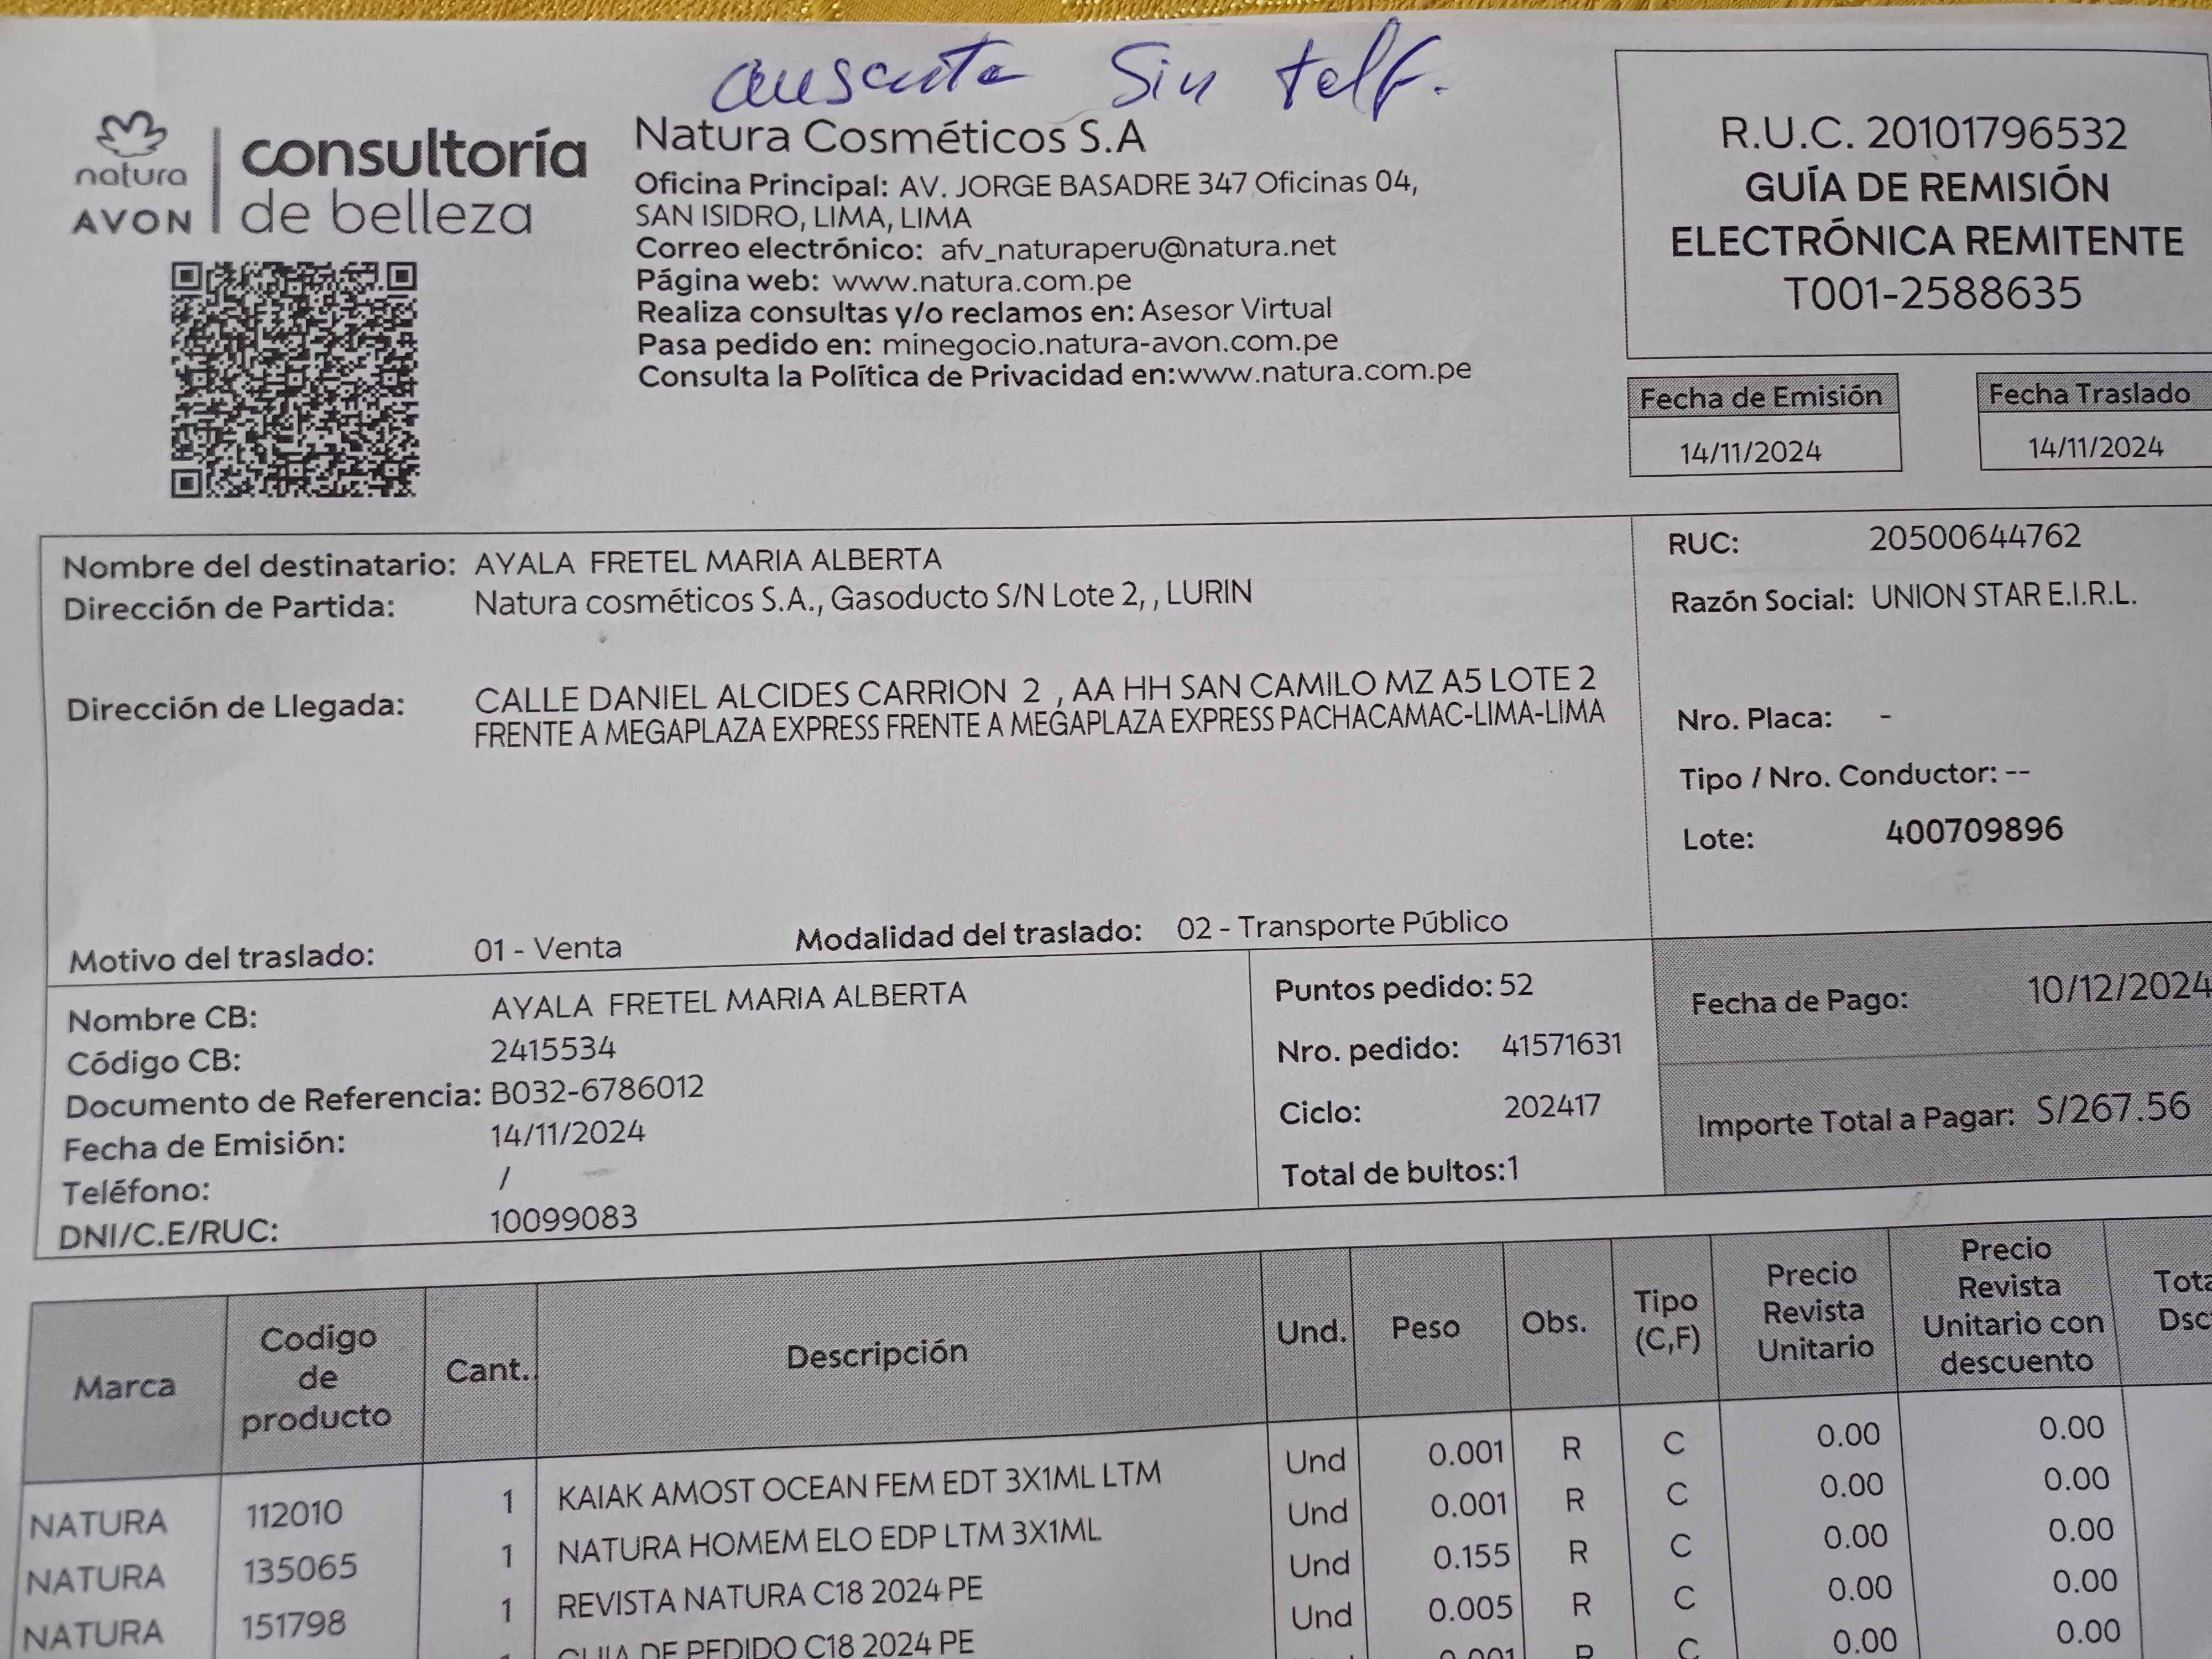 ausente Sin telf.
natura
AVON
consultoría
de belleza
Natura Cosméticos S.A
Oficina Principal: AV. JORGE BASADRE 347 Oficinas 04,
SAN ISIDRO, LIMA, LIMA
Correo electrónico: afv_naturaperu@natura.net
Página web: www.natura.com.pe
Realiza consultas y/o reclamos en: Asesor Virtual
Pasa pedido en: minegocio.natura-avon.com.pe
Consulta la Política de Privacidad en:www.natura.com.pe
R.U.C. 20101796532
GUÍA DE REMISIÓN
ELECTRÓNICA REMITENTE
T001-2588635
Fecha de Emisión
14/11/2024
Fecha Traslado
14/11/2024
Nombre del destinatario: AYALA FRETEL MARIA ALBERTA
Dirección de Partida: Natura cosméticos S.A., Gasoducto S/N Lote 2, , LURIN
Dirección de Llegada: CALLE DANIEL ALCIDES CARRION 2 , AA HH SAN CAMILO MZ A5 LOTE 2
FRENTE A MEGAPLAZA EXPRESS FRENTE A MEGAPLAZA EXPRESS PACHACAMAC-LIMA-LIMA
Motivo del traslado: 01 - Venta Modalidad del traslado: 02 - Transporte Público
RUC: 20500644762
Razón Social: UNION STAR E.I.R.L.
Nro. Placa: -
Tipo / Nro. Conductor: --
Lote: 400709896
Nombre CB: AYALA FRETEL MARIA ALBERTA
Código CB: 2415534
Documento de Referencia: B032-6786012
Fecha de Emisión: 14/11/2024
Teléfono: /
DNI/C.E/RUC: 10099083
Puntos pedido: 52
Nro. pedido: 41571631
Ciclo: 202417
Total de bultos:1
Fecha de Pago: 10/12/2024
Importe Total a Pagar: S/267.56
Marca
Codigo
de
producto
Cant.
Descripción
Und.
Peso
Obs.
Tipo
(C,F)
Precio
Revista
Unitario
Precio
Revista
Unitario con
descuento
NATURA 112010 1 KAIAK AMOST OCEAN FEM EDT 3X1ML LTM Und 0.001 R C 0.00 0.00
NATURA 135065 1 NATURA HOMEM ELO EDP LTM 3X1ML Und 0.001 R C 0.00 0.00
NATURA 151798 1 REVISTA NATURA C18 2024 PE Und 0.155 R C 0.00 0.00
GUIA DE PEDIDO C18 2024 PE Und 0.005 R C 0.00 0.00
0.001 R C 0.00 0.00